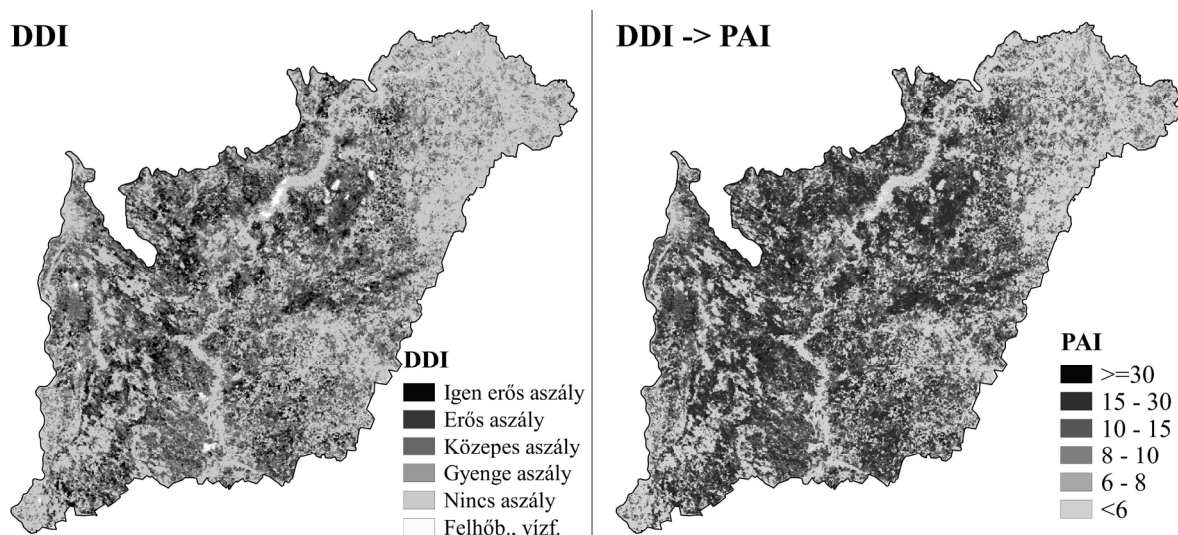 DDI
DDI -> PAI
DDI
Igen erős aszály
Erős aszály
Közepes aszály
Gyenge aszály
Nincs aszály
Felhőb., vízf.
PAI
>=30
15 - 30
10 - 15
8 - 10
6 - 8
<6